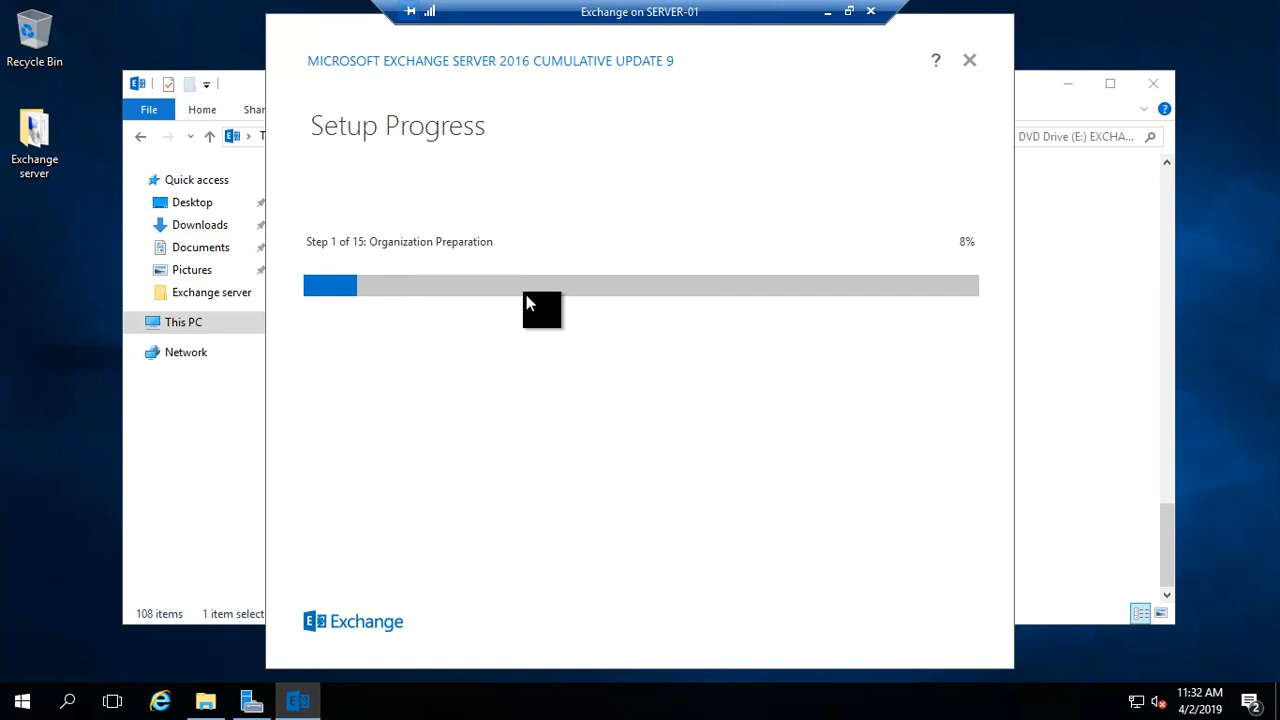 Exchange on SERVER-01
Recycle Bin
Exchange
server
File
Home
Shar
T
DVD Drive (E:) EXCHA...
Quick access
Desktop
Downloads
Documents
Pictures
Exchange server
This PC
Network
108 items
1 item select
MICROSOFT EXCHANGE SERVER 2016 CUMULATIVE UPDATE 9
?
Setup Progress
Step 1 of 15: Organization Preparation
8%
Exchange
11:32 AM
4/2/2019
2